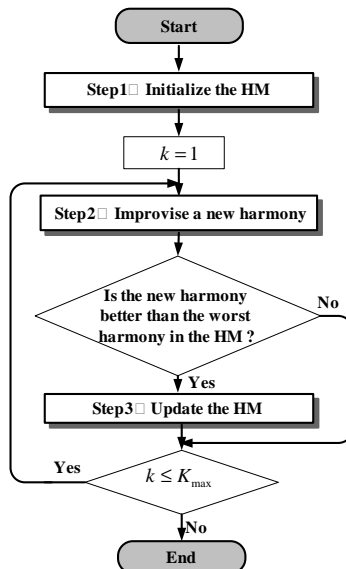 Start
Step1□ Initialize the HM
k = 1
Step2□ Improvise a new harmony
Is the new harmony
better than the worst
harmony in the HM ?
No
Yes
Step3□ Update the HM
Yes
k ≤ K_max
No
End